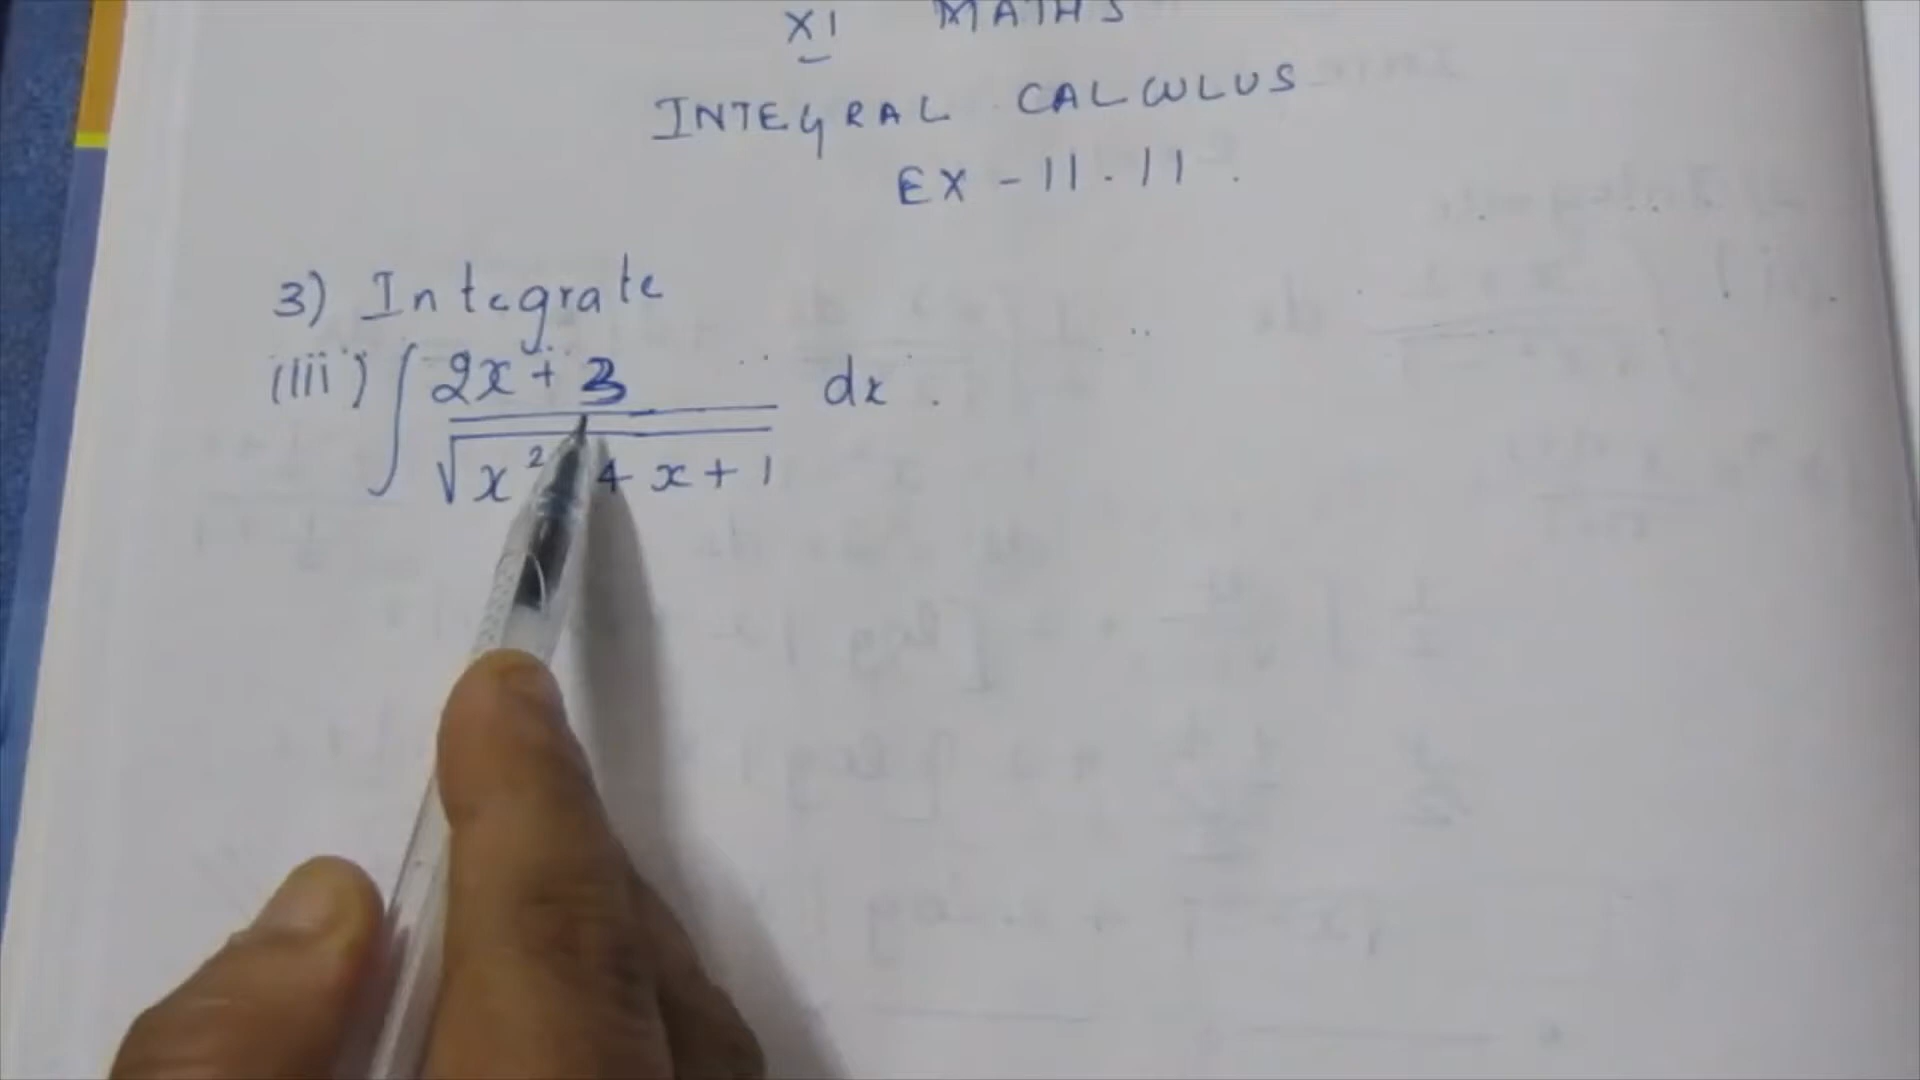 XI MATHS
INTEGRAL CALCULUS
EX - 11.11.
3) Integrate
(iii) ∫ 2x + 3 dx.
√x² 4x + 1